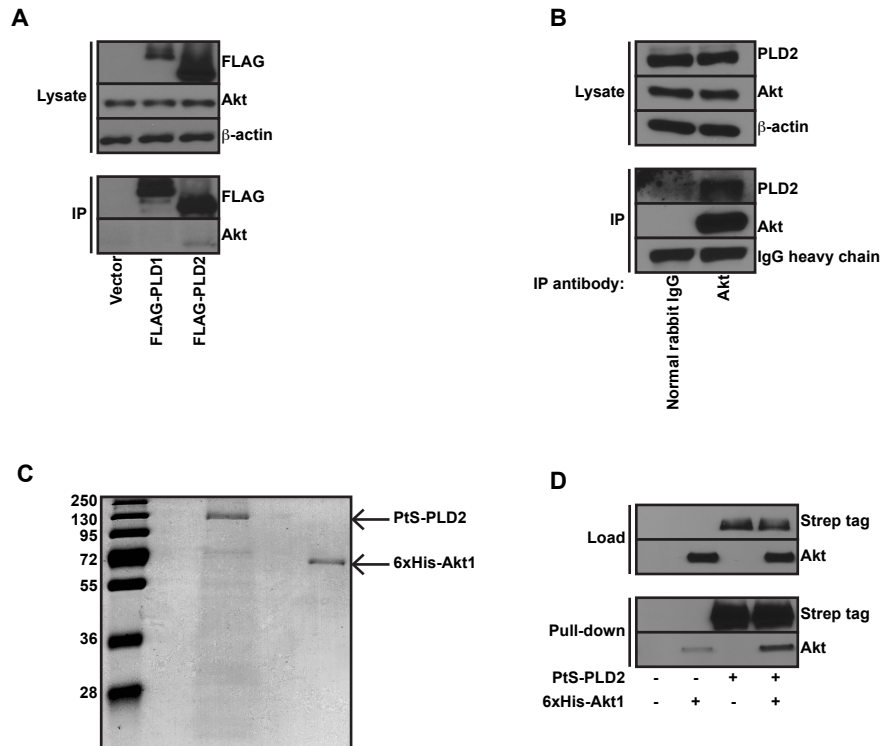 A
Lysate
FLAG
Akt
β-actin
IP
FLAG
Akt
Vector
FLAG-PLD1
FLAG-PLD2
B
Lysate
PLD2
Akt
β-actin
IP
PLD2
Akt
IgG heavy chain
IP antibody:
Normal rabbit IgG
Akt
C
250
130
95
72
55
36
28
PtS-PLD2
6xHis-Akt1
D
Load
Strep tag
Akt
Pull-down
Strep tag
Akt
PtS-PLD2 - - + +
6xHis-Akt1 - + - +